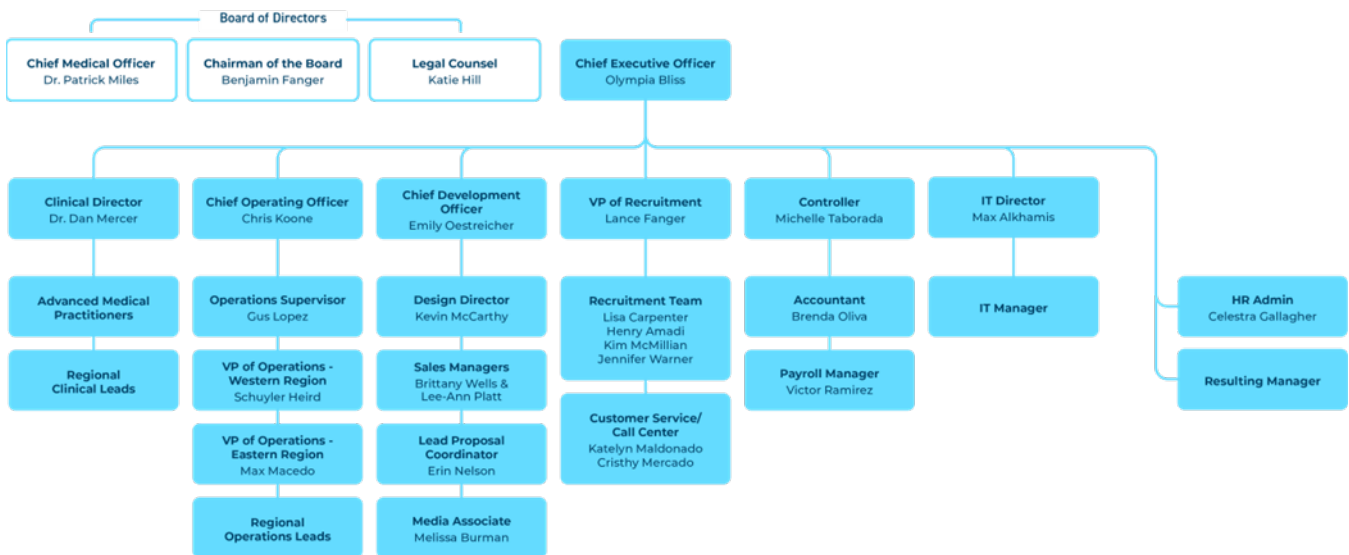 Board of Directors
Chief Medical Officer
Dr. Patrick Miles
Chairman of the Board
Benjamin Fanger
Legal Counsel
Katie Hill
Chief Executive Officer
Olympia Bliss
Clinical Director
Dr. Dan Mercer
Chief Operating Officer
Chris Koone
Chief Development
Officer
Emily Oestreicher
VP of Recruitment
Lance Fanger
Controller
Michelle Taborada
IT Director
Max Alkhamis
Advanced Medical
Practitioners
Operations Supervisor
Gus Lopez
Design Director
Kevin McCarthy
Recruitment Team
Lisa Carpenter
Henry Amadi
Kim McMillian
Jennifer Warner
Accountant
Brenda Oliva
IT Manager
HR Admin
Celestra Gallagher
Regional
Clinical Leads
VP of Operations -
Western Region
Schuyler Heird
Sales Managers
Brittany Wells &
Lee-Ann Platt
Payroll Manager
Victor Ramirez
Resulting Manager
VP of Operations -
Eastern Region
Max Macedo
Lead Proposal
Coordinator
Erin Nelson
Customer Service/
Call Center
Katelyn Maldonado
Cristhy Mercado
Regional
Operations Leads
Media Associate
Melissa Burman